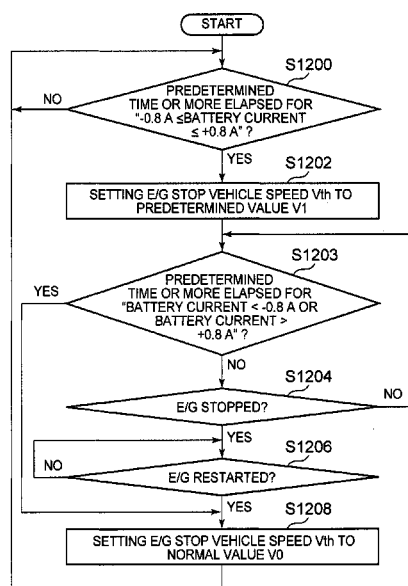 START
S1200
PREDETERMINED
TIME OR MORE ELAPSED FOR
"-0.8 A ≤BATTERY CURRENT
≤ +0.8 A" ?
NO
YES
S1202
SETTING E/G STOP VEHICLE SPEED Vth TO
PREDETERMINED VALUE V1
S1203
PREDETERMINED
TIME OR MORE ELAPSED FOR
"BATTERY CURRENT < -0.8 A OR
BATTERY CURRENT >
+0.8 A" ?
YES
NO
S1204
E/G STOPPED?
NO
YES
S1206
E/G RESTARTED?
NO
YES
S1208
SETTING E/G STOP VEHICLE SPEED Vth TO
NORMAL VALUE V0